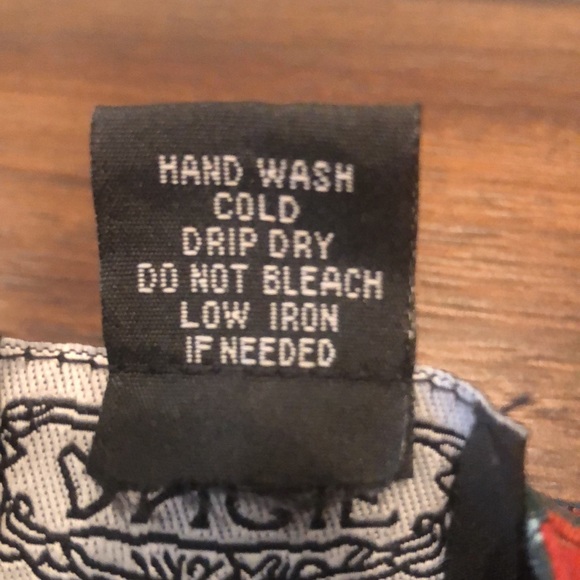 HAND WASH
COLD
DRIP DRY
DO NOT BLEACH
LOW IRON
IF NEEDED